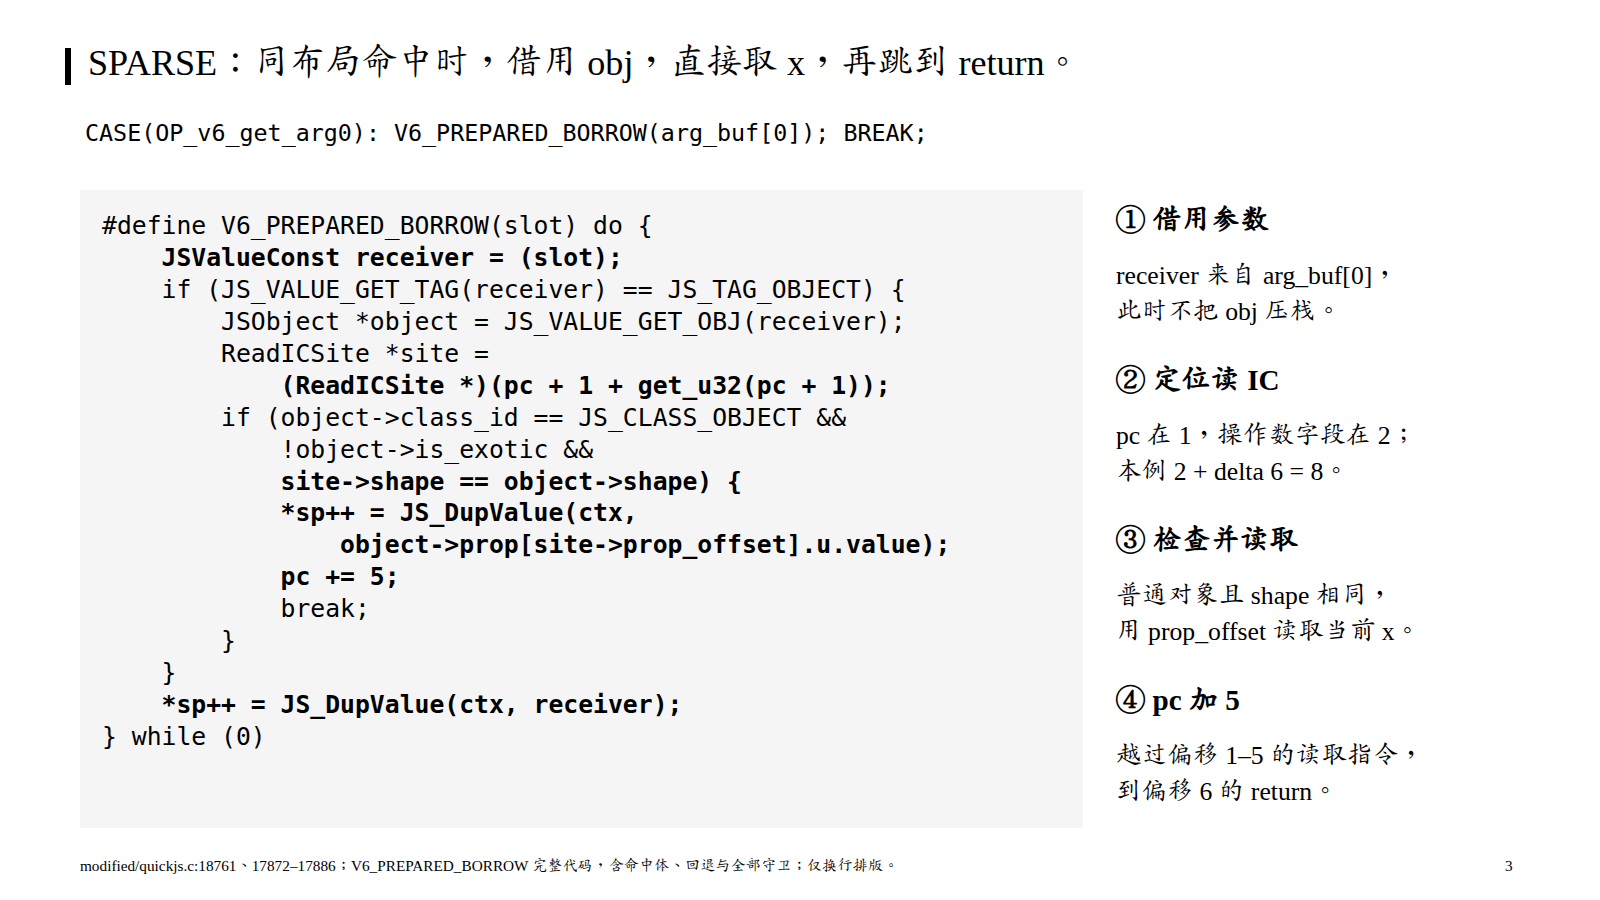 SPARSE：同布局命中时，借用 obj，直接取 x，再跳到 return。
CASE(OP_v6_get_arg0): V6_PREPARED_BORROW(arg_buf[0]); BREAK;
#define V6_PREPARED_BORROW(slot) do {
    JSValueConst receiver = (slot);
    if (JS_VALUE_GET_TAG(receiver) == JS_TAG_OBJECT) {
        JSObject *object = JS_VALUE_GET_OBJ(receiver);
        ReadICSite *site =
            (ReadICSite *)(pc + 1 + get_u32(pc + 1));
        if (object->class_id == JS_CLASS_OBJECT &&
            !object->is_exotic &&
            site->shape == object->shape) {
            *sp++ = JS_DupValue(ctx,
                object->prop[site->prop_offset].u.value);
            pc += 5;
            break;
        }
    }
    *sp++ = JS_DupValue(ctx, receiver);
} while (0)
① 借用参数
receiver 来自 arg_buf[0]，
此时不把 obj 压栈。
② 定位读 IC
pc 在 1，操作数字段在 2；
本例 2 + delta 6 = 8。
③ 检查并读取
普通对象且 shape 相同，
用 prop_offset 读取当前 x。
④ pc 加 5
越过偏移 1–5 的读取指令，
到偏移 6 的 return。
modified/quickjs.c:18761、17872–17886；V6_PREPARED_BORROW 完整代码，含命中体、回退与全部守卫；仅换行排版。
3